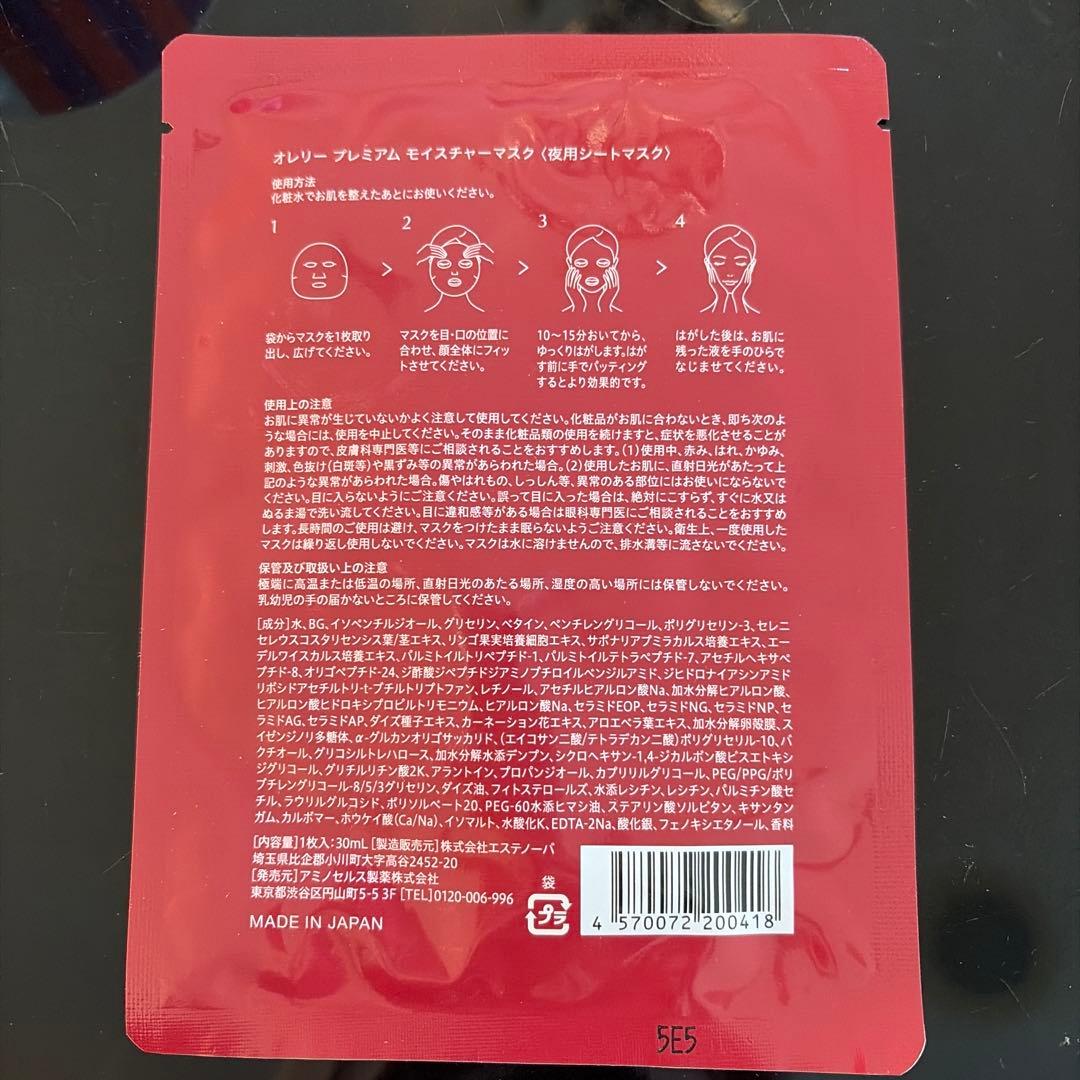 オレリー プレミアム モイスチャーマスク〈夜用シートマスク〉
使用方法
化粧水でお肌を整えたあとにお使いください。
1
2
3
4
袋からマスクを1枚取り
出し、広げてください。
マスクを目・口の位置に
合わせ、顔全体にフィッ
トさせてください。
10〜15分おいてから、
ゆっくりはがします。はが
す前に手でパッティング
するとより効果的です。
はがした後は、お肌に
残った液を手のひらで
なじませてください。
使用上の注意
お肌に異常が生じていないかよく注意して使用してください。化粧品がお肌に合わないとき、即ち次のよ
うな場合には、使用を中止してください。そのまま化粧品類の使用を続けますと、症状を悪化させることが
ありますので、皮膚科専門医等にご相談されることをおすすめします。(1)使用中、赤み、はれ、かゆみ、
刺激、色抜け(白斑等)や黒ずみ等の異常があらわれた場合。(2)使用したお肌に、直射日光があたって上
記のような異常があらわれた場合。傷やはれもの、しっしん等、異常のある部位にはお使いにならないで
ください。目に入らないようにご注意ください。誤って目に入った場合は、絶対にこすらず、すぐに水又は
ぬるま湯で洗い流してください。目に違和感等がある場合は眼科専門医にご相談されることをおすすめ
します。長時間のご使用は避け、マスクをつけたまま眠らないようご注意ください。衛生上、一度使用した
マスクは繰り返し使用しないでください。マスクは水に溶けませんので、排水溝等に流さないでください。
保管及び取扱い上の注意
極端に高温または低温の場所、直射日光のあたる場所、湿度の高い場所には保管しないでください。
乳幼児の手の届かないところに保管してください。
[成分]水、BG、イソペンチルジオール、グリセリン、ベタイン、ペンチレングリコール、ポリグリセリン-3、セレニ
セレウスコスタリセンシス葉/茎エキス、リンゴ果実培養細胞エキス、サポナリアプミラカルス培養エキス、エー
デルワイスカルス培養エキス、パルミトイルトリペプチド-1、パルミトイルテトラペプチド-7、アセチルヘキサペ
プチド-8、オリゴペプチド-24、ジ酢酸ジペプチドジアミノブチロイルベンジルアミド、ジヒドロナイアシンアミド
リボシドアセチルトリ-t-ブチルトリプトファン、レチノール、アセチルヒアルロン酸Na、加水分解ヒアルロン酸、
ヒアルロン酸ヒドロキシプロピルトリモニウム、ヒアルロン酸Na、セラミドEOP、セラミドNG、セラミドNP、セ
ラミドAG、セラミドAP、ダイズ種子エキス、カーネーション花エキス、アロエベラ葉エキス、加水分解卵殻膜、ス
イゼンジノリ多糖体、α-グルカンオリゴサッカリド、(エイコサン二酸/テトラデカン二酸)ポリグリセリル-10、バ
クチオール、グリコシルトレハロース、加水分解水添デンプン、シクロヘキサン-1,4-ジカルボン酸ビスエトキシ
ジグリコール、グリチルリチン酸2K、アラントイン、プロパンジオール、カプリリルグリコール、PEG/PPG/ポリ
ブチレングリコール-8/5/3グリセリン、ダイズ油、フィトステロールズ、水添レシチン、レシチン、パルミチン酸セ
チル、ラウリルグルコシド、ポリソルベート20、PEG-60水添ヒマシ油、ステアリン酸ソルビタン、キサンタン
ガム、カルボマー、ホウケイ酸(Ca/Na)、イソマルト、水酸化K、EDTA-2Na、酸化銀、フェノキシエタノール、香料
[内容量]1枚入:30mL [製造販売元]株式会社エステノーバ
埼玉県比企郡小川町大字高谷2452-20
[発売元]アミノセルス製薬株式会社
東京都渋谷区円山町5-5 3F [TEL]0120-006-996
MADE IN JAPAN
袋
プラ
4 570072 200418
5E5